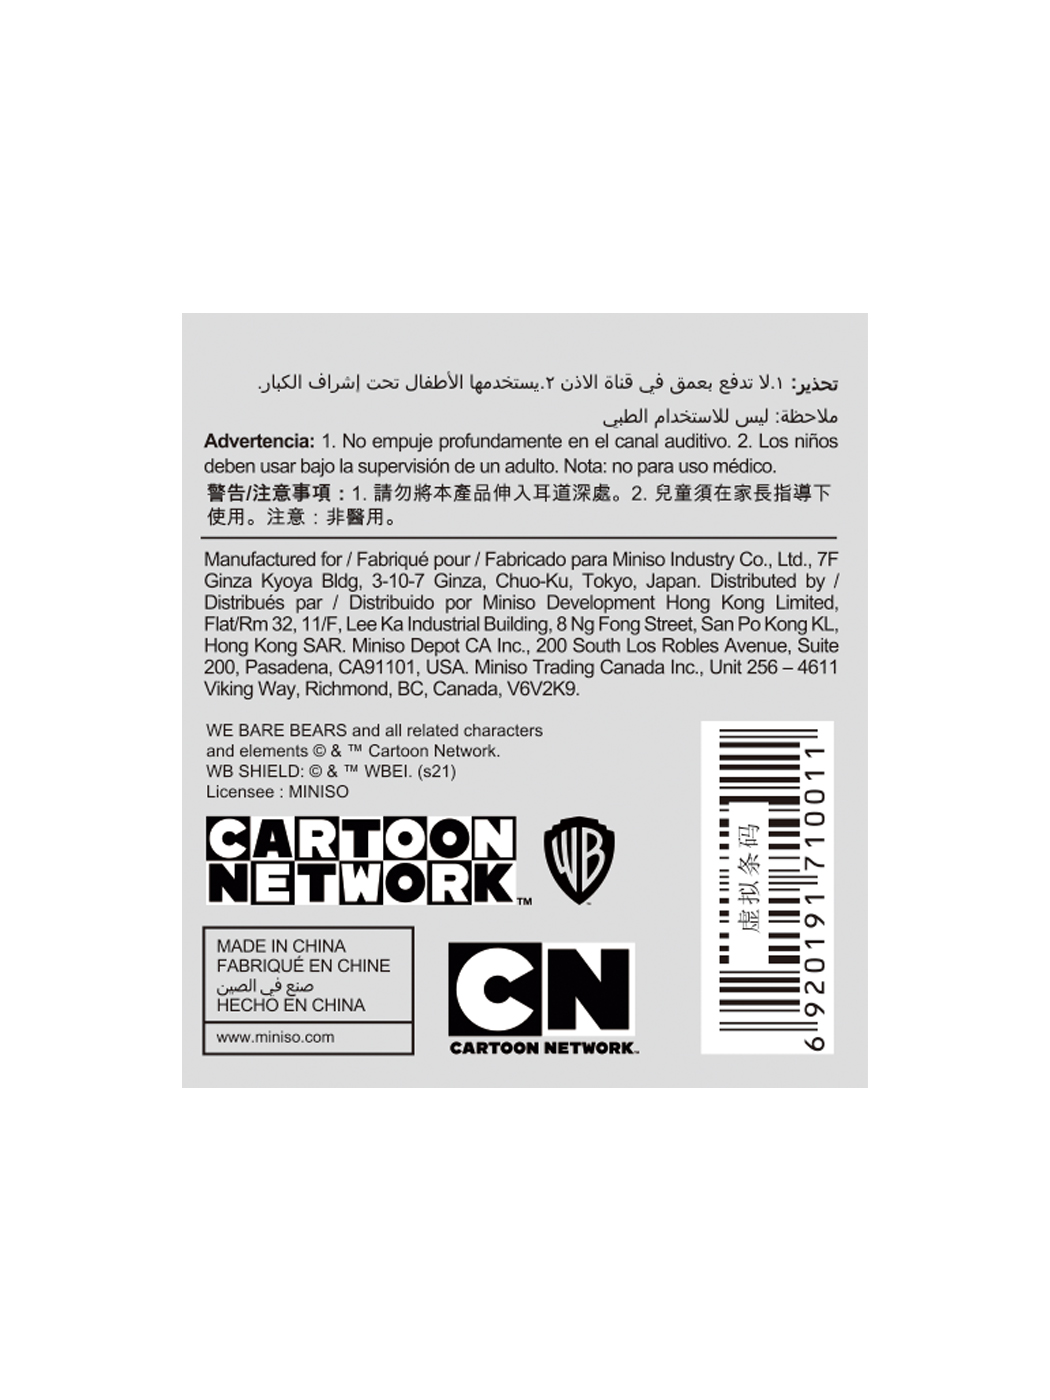 تحذير: ١.لا تدفع بعمق في قناة الاذن ٢.يستخدمها الأطفال تحت إشراف الكبار.
ملاحظة: ليس للاستخدام الطبي
Advertencia: 1. No empuje profundamente en el canal auditivo. 2. Los niños
deben usar bajo la supervisión de un adulto. Nota: no para uso médico.
警告/注意事項：1. 請勿將本產品伸入耳道深處。2. 兒童須在家長指導下
使用。注意：非醫用。
Manufactured for / Fabriqué pour / Fabricado para Miniso Industry Co., Ltd., 7F
Ginza Kyoya Bldg, 3-10-7 Ginza, Chuo-Ku, Tokyo, Japan. Distributed by /
Distribués par / Distribuido por Miniso Development Hong Kong Limited,
Flat/Rm 32, 11/F, Lee Ka Industrial Building, 8 Ng Fong Street, San Po Kong KL,
Hong Kong SAR. Miniso Depot CA Inc., 200 South Los Robles Avenue, Suite
200, Pasadena, CA91101, USA. Miniso Trading Canada Inc., Unit 256 – 4611
Viking Way, Richmond, BC, Canada, V6V2K9.
WE BARE BEARS and all related characters
and elements © & ™ Cartoon Network.
WB SHIELD: © & ™ WBEI. (s21)
Licensee : MINISO
CARTOON
NETWORK™
WB
MADE IN CHINA
FABRIQUÉ EN CHINE
صنع في الصين
HECHO EN CHINA
www.miniso.com
CN
CARTOON NETWORK™
虚拟条码
6920191710011